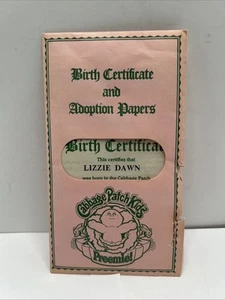 Birth Certificate
and
Adoption Papers
Birth Certificat
This certifies that
LIZZIE DAWN
was born in the Cabbage Patch
Cabbage Patch Kids
Preemie!